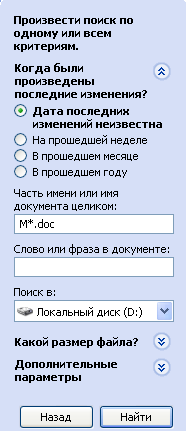 Произвести поиск по
одному или всем
критериям.
Когда были
произведены
последние изменения?
Дата последних
изменений неизвестна
На прошедшей неделе
В прошедшем месяце
В прошедшем году
Часть имени или имя
документа целиком:
M*.doc
Слово или фраза в документе:
Поиск в:
Локальный диск (D:)
Какой размер файла?
Дополнительные
параметры
Назад
Найти